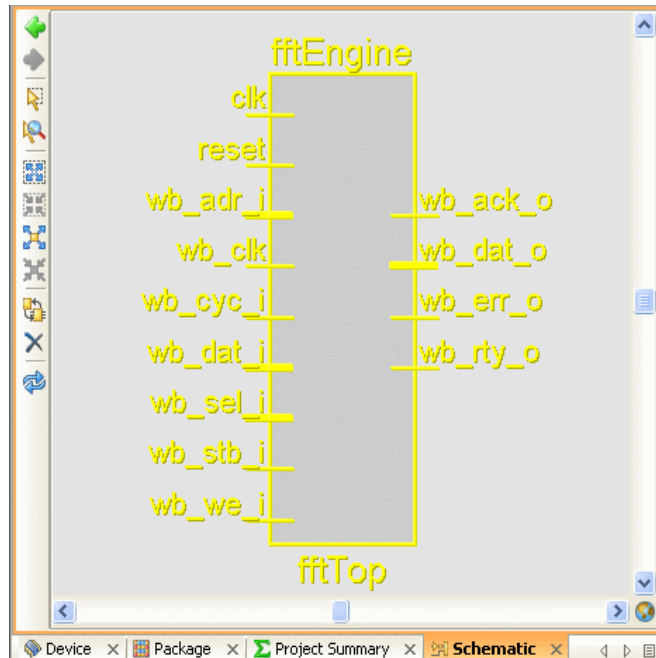 fftEngine
clk
reset
wb_adr_i
wb_clk
wb_cyc_i
wb_dat_i
wb_sel_i
wb_stb_i
wb_we_i
wb_ack_o
wb_dat_o
wb_err_o
wb_rty_o
fftTop
Device Package Project Summary Schematic